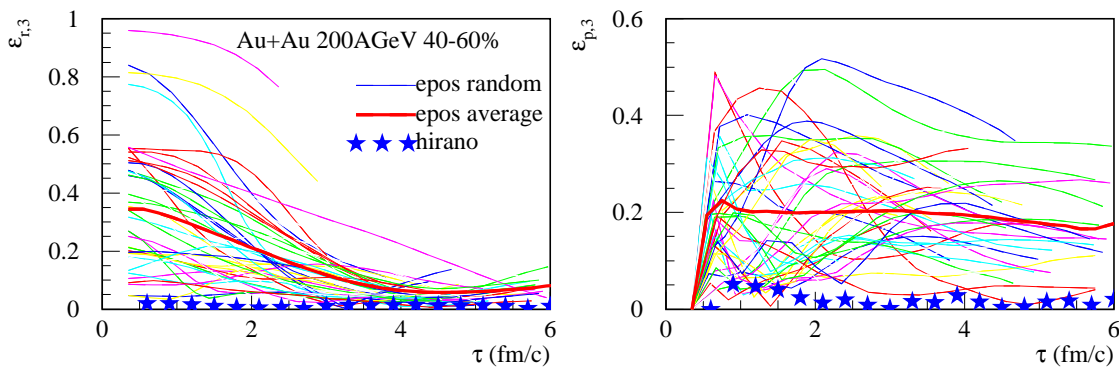 ε_{r,3}
1
0.8
0.6
0.4
0.2
0
0
2
4
6
τ (fm/c)
Au+Au 200AGeV 40-60%
epos random
epos average
hirano
ε_{p,3}
0.6
0.4
0.2
0
0
2
4
6
τ (fm/c)